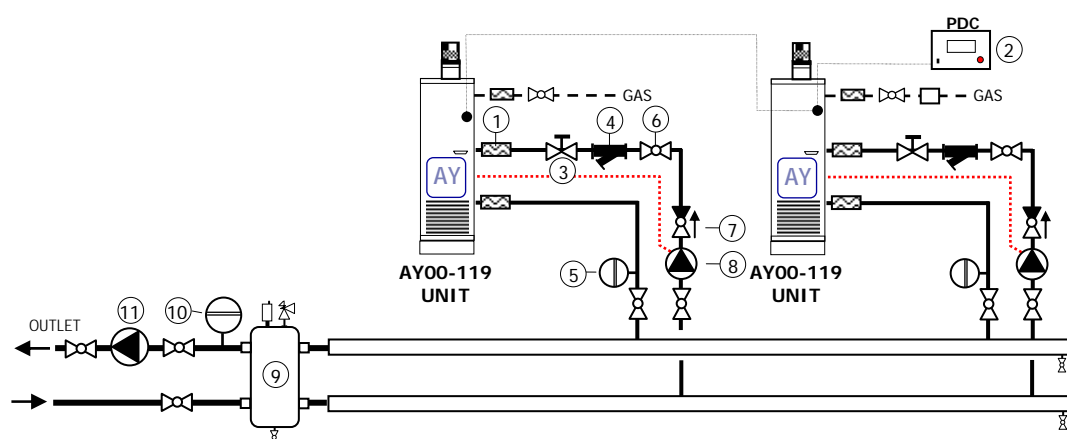 PDC
2
GAS
GAS
1
4
6
3
AY
AY
7
5
8
AY00-119
UNIT
AY00-119
UNIT
10
11
OUTLET
9